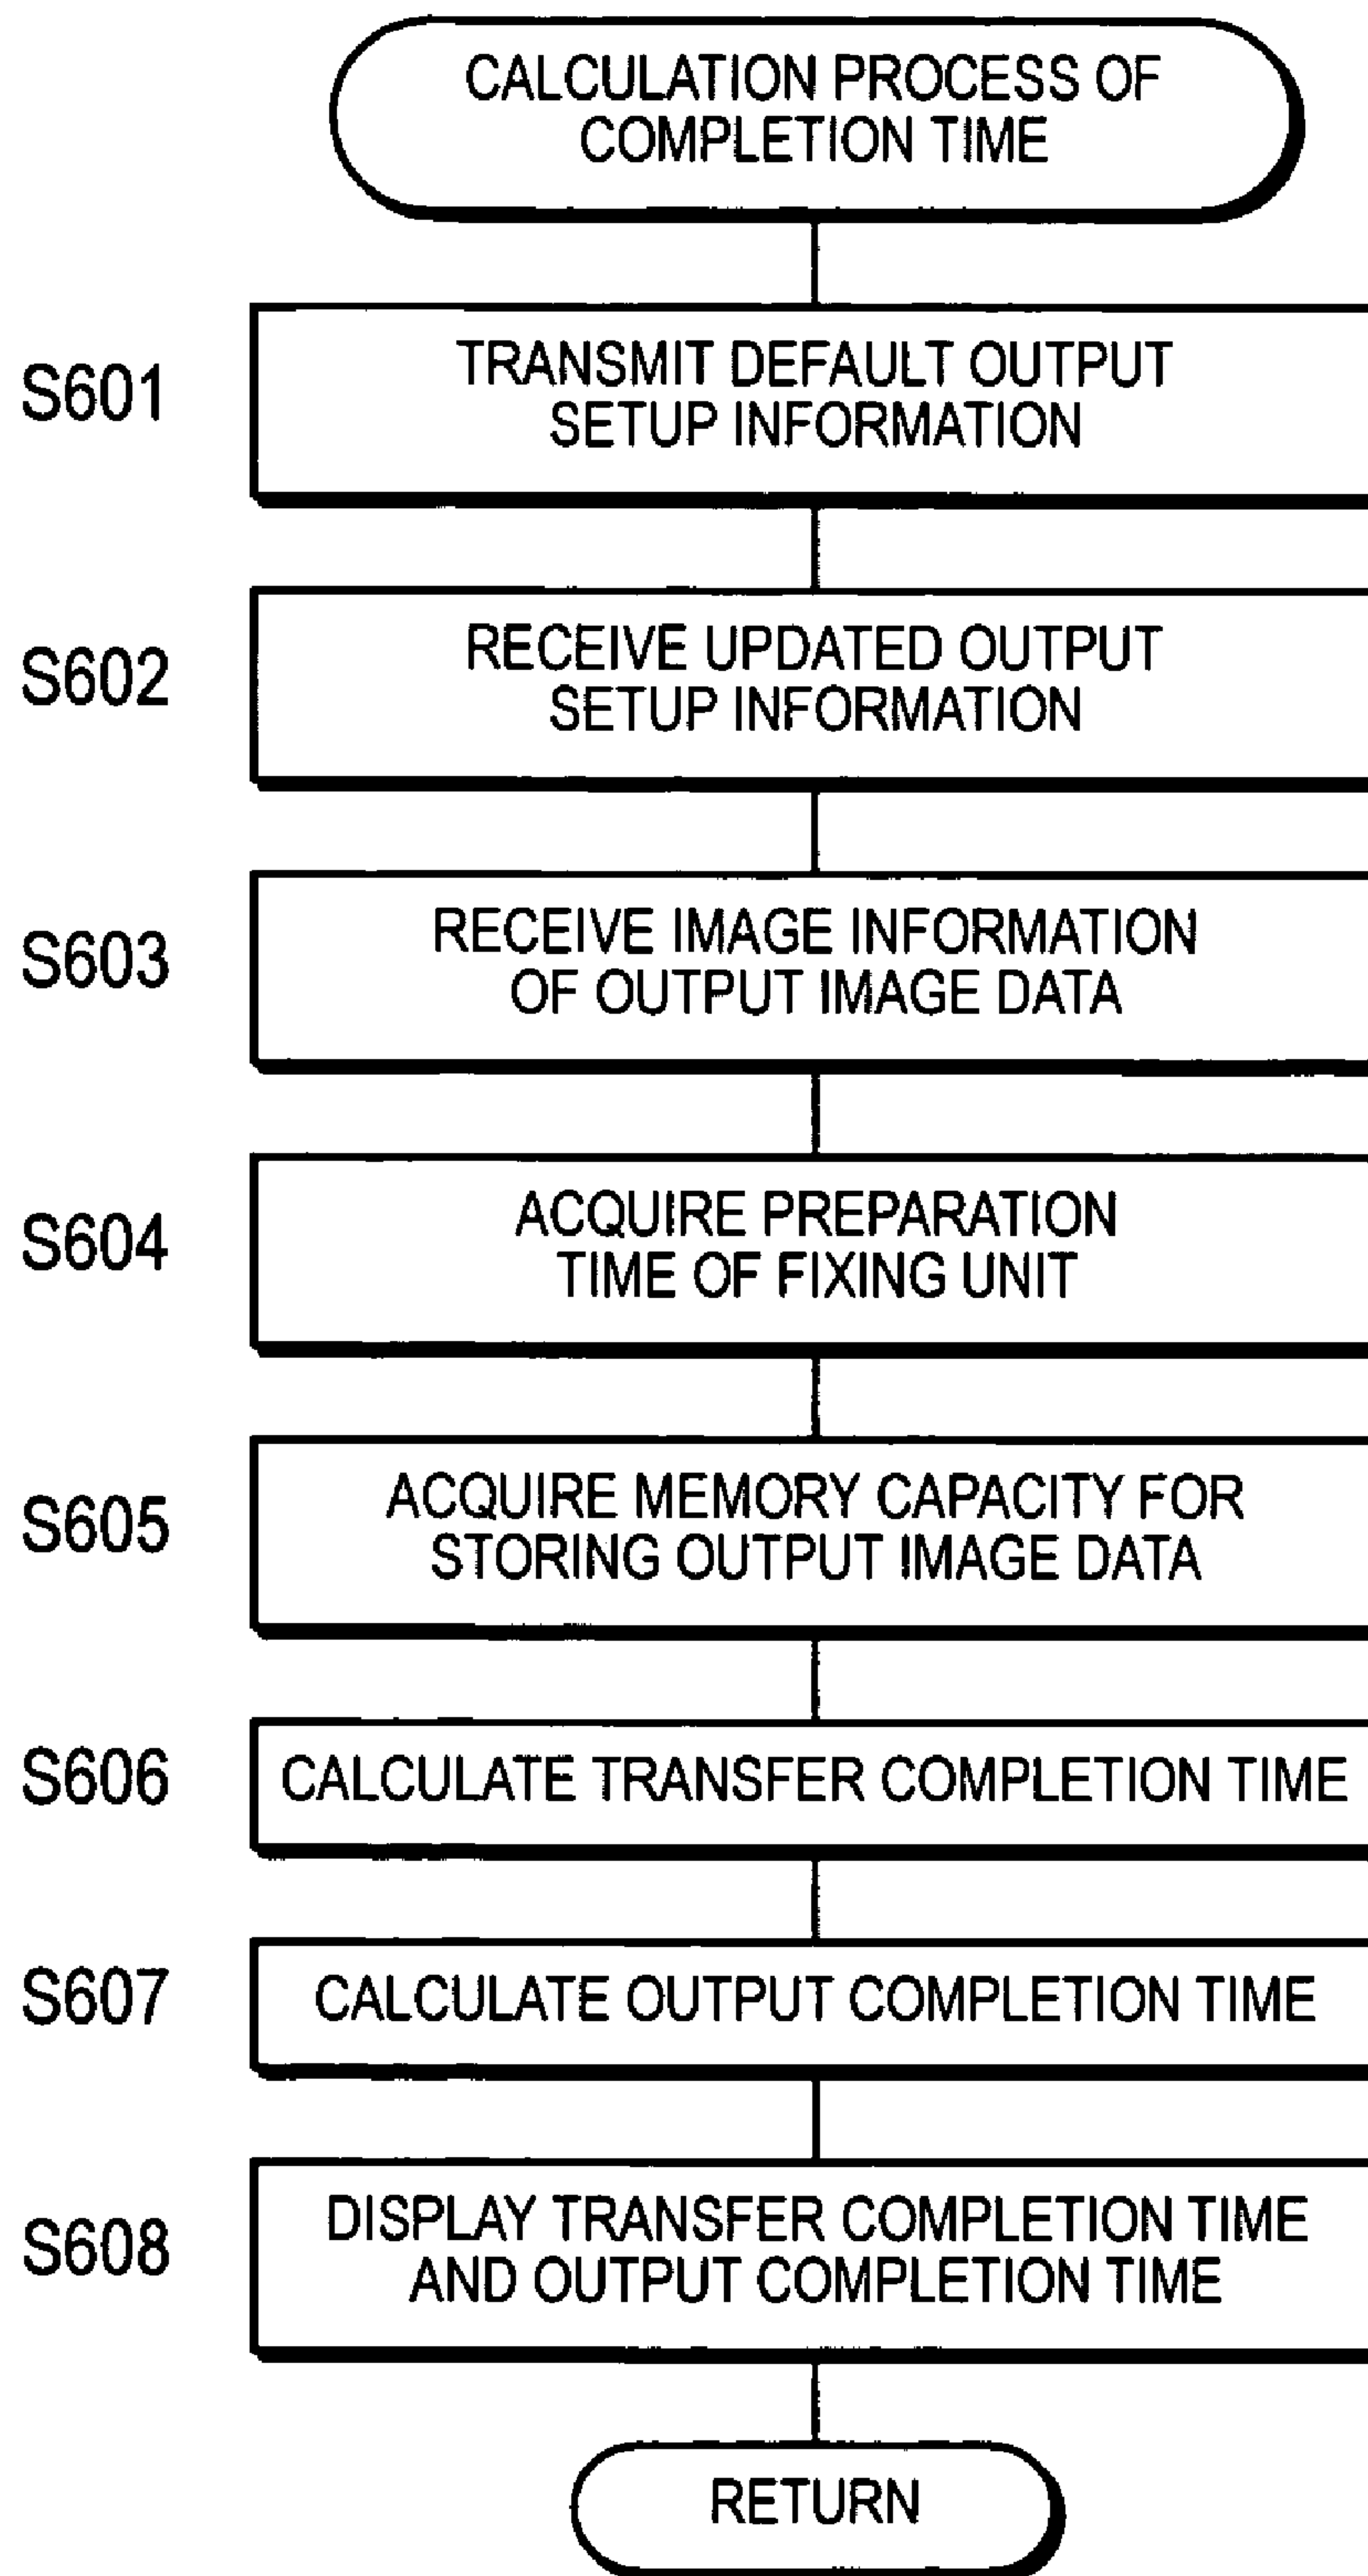 CALCULATION PROCESS OF
COMPLETION TIME
S601
TRANSMIT DEFAULT OUTPUT
SETUP INFORMATION
S602
RECEIVE UPDATED OUTPUT
SETUP INFORMATION
S603
RECEIVE IMAGE INFORMATION
OF OUTPUT IMAGE DATA
S604
ACQUIRE PREPARATION
TIME OF FIXING UNIT
S605
ACQUIRE MEMORY CAPACITY FOR
STORING OUTPUT IMAGE DATA
S606
CALCULATE TRANSFER COMPLETION TIME
S607
CALCULATE OUTPUT COMPLETION TIME
S608
DISPLAY TRANSFER COMPLETION TIME
AND OUTPUT COMPLETION TIME
RETURN